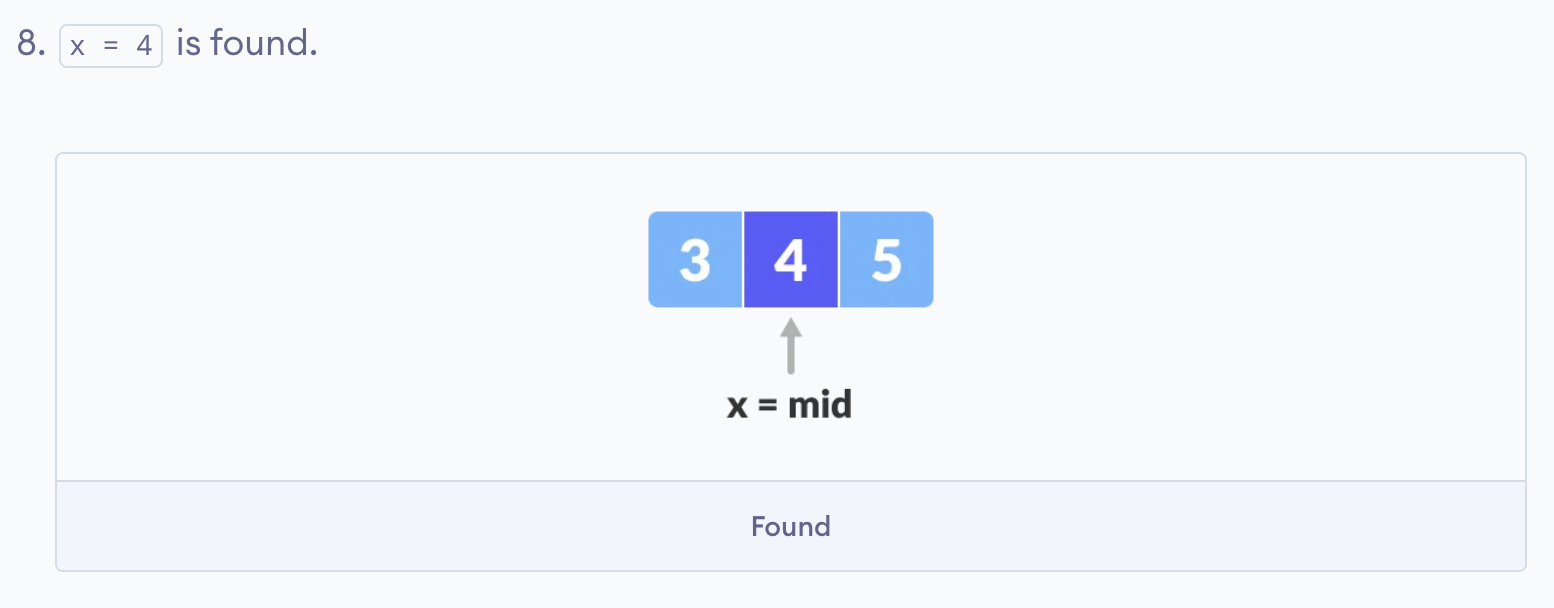 8. x = 4 is found.
3 4 5
x = mid
Found